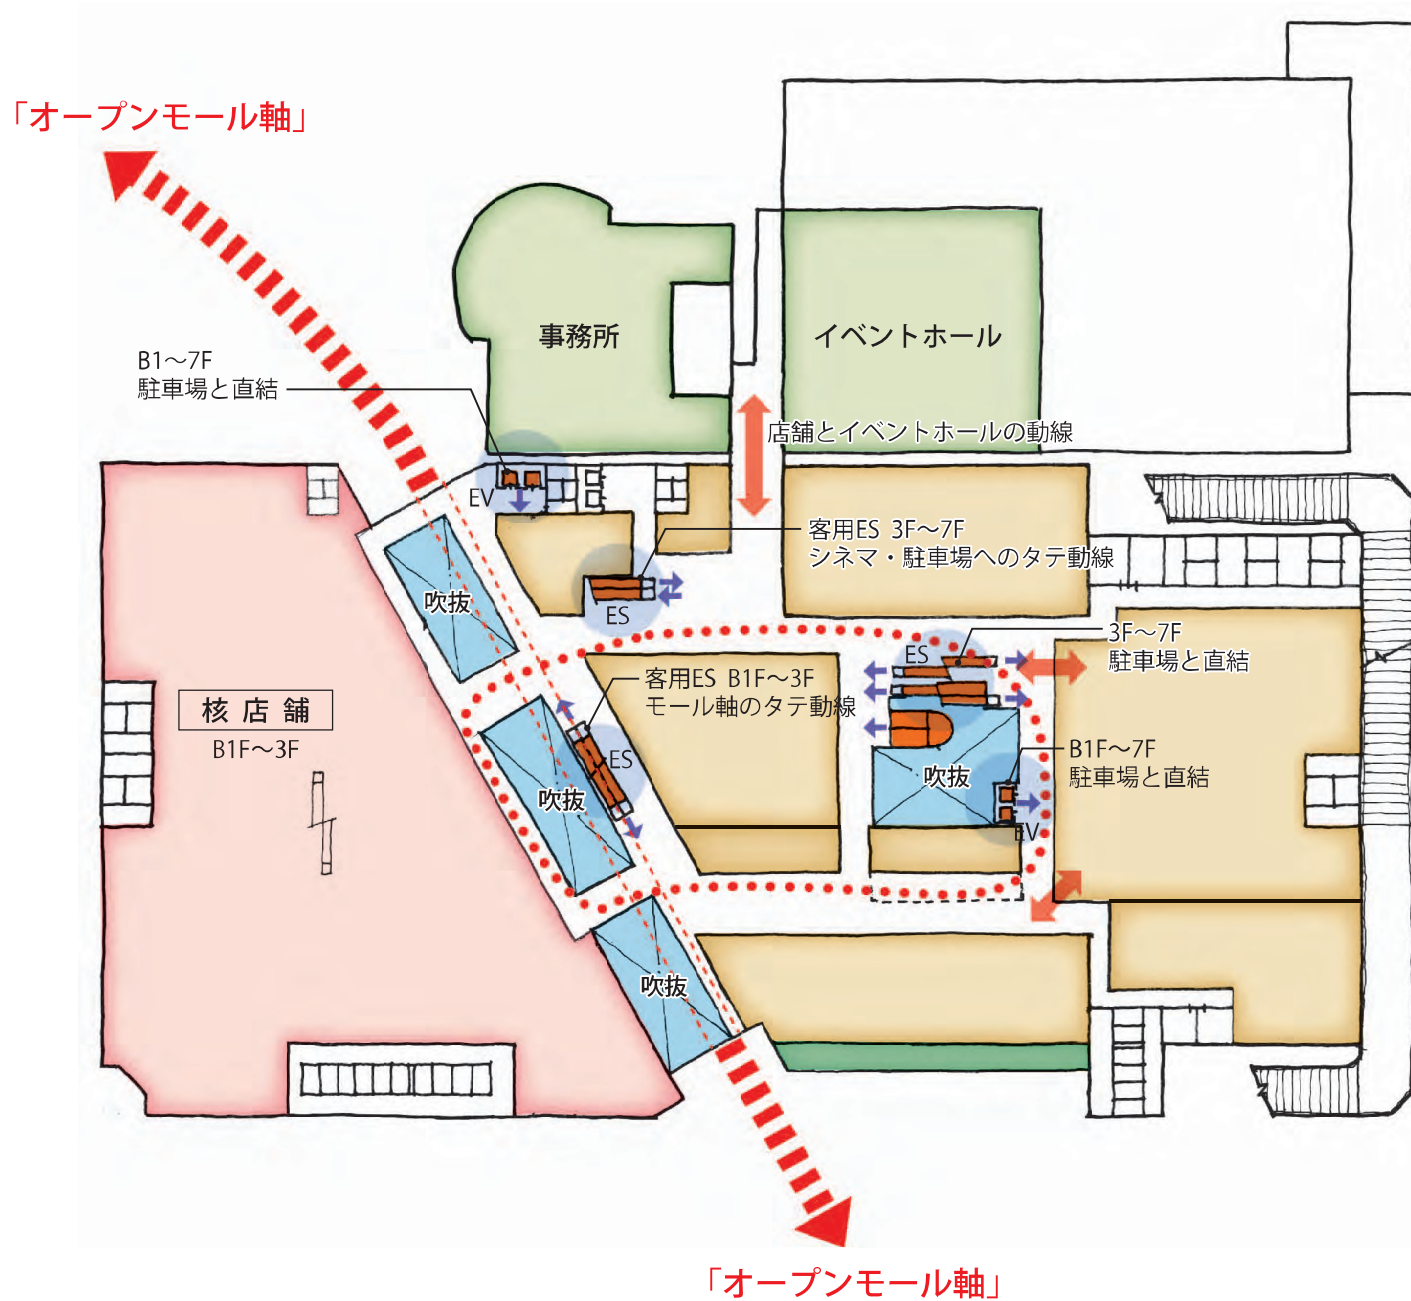 「オープンモール軸」
事務所
イベントホール
B1〜7F
駐車場と直結
店舗とイベントホールの動線
EV
客用ES 3F〜7F
シネマ・駐車場へのタテ動線
吹抜
ES
3F〜7F
駐車場と直結
ES
客用ES B1F〜3F
モール軸のタテ動線
核店舗
B1F〜3F
ES
B1F〜7F
駐車場と直結
吹抜
吹抜
EV
吹抜
「オープンモール軸」